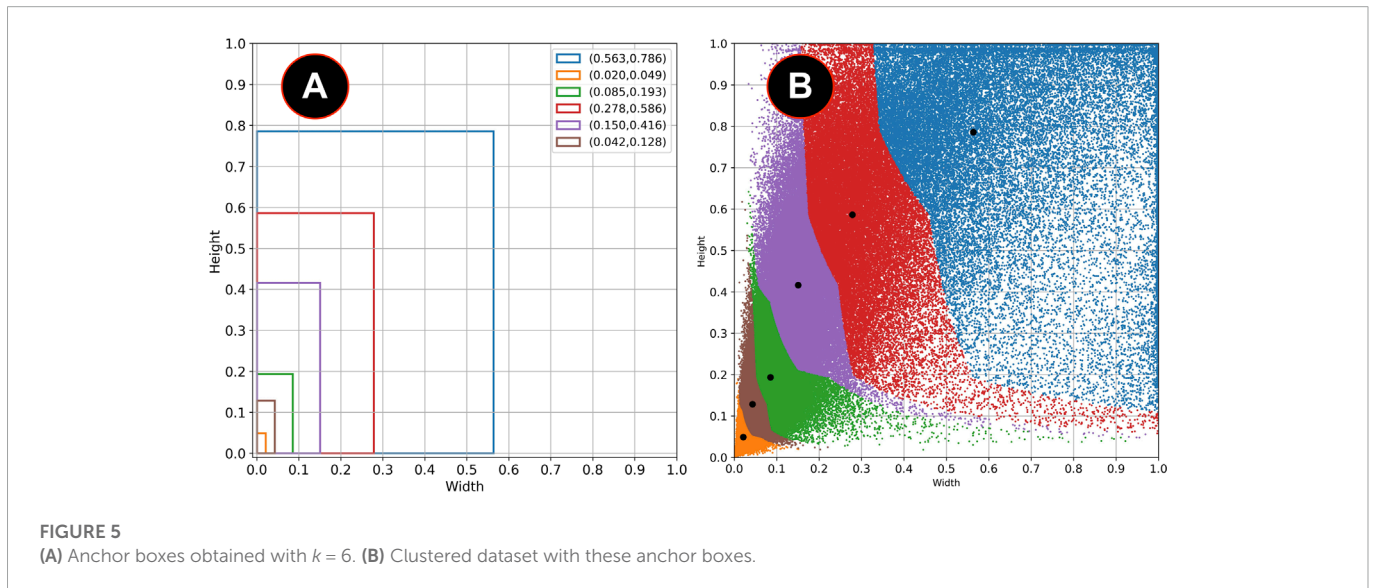 A
1.0
0.9
0.8
0.7
0.6
0.5
0.4
0.3
0.2
0.1
0.0
Height
(0.563,0.786)
(0.020,0.049)
(0.085,0.193)
(0.278,0.586)
(0.150,0.416)
(0.042,0.128)
0.0 0.1 0.2 0.3 0.4 0.5 0.6 0.7 0.8 0.9 1.0
Width
B
1.0
0.9
0.8
0.7
0.6
0.5
0.4
0.3
0.2
0.1
0.0
Height
0.0 0.1 0.2 0.3 0.4 0.5 0.6 0.7 0.8 0.9 1.0
Width
FIGURE 5
(A) Anchor boxes obtained with k = 6. (B) Clustered dataset with these anchor boxes.